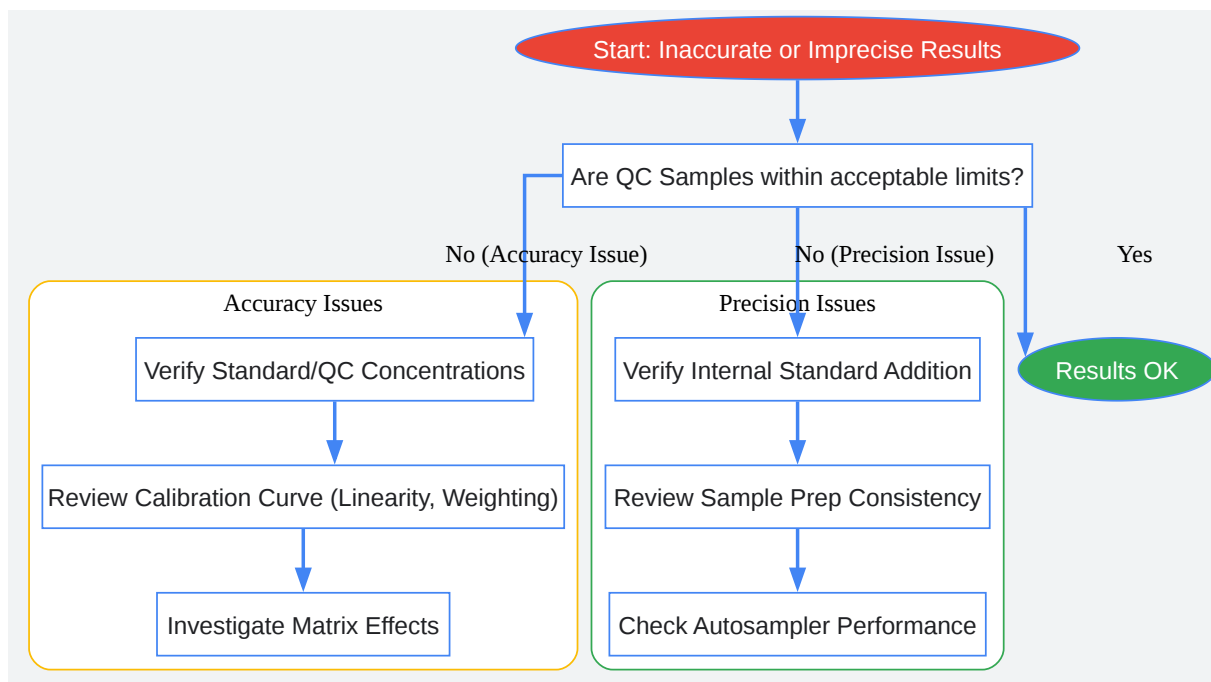 Start: Inaccurate or Imprecise Results
Are QC Samples within acceptable limits?
No (Accuracy Issue)
No (Precision Issue)
Yes
Accuracy Issues
Precision Issues
Verify Standard/QC Concentrations
Verify Internal Standard Addition
Results OK
Review Calibration Curve (Linearity, Weighting)
Review Sample Prep Consistency
Investigate Matrix Effects
Check Autosampler Performance